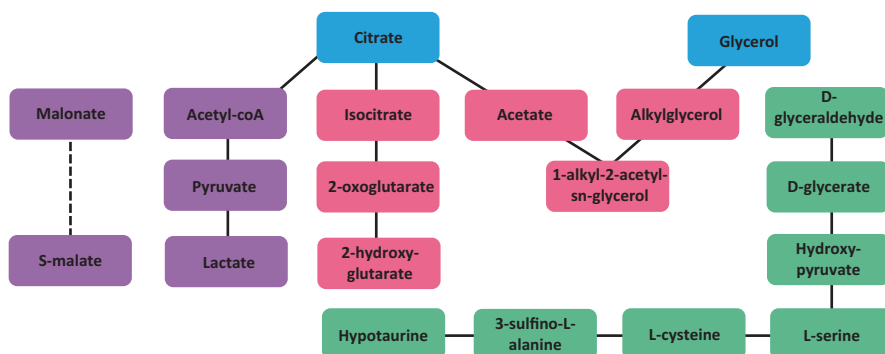 Citrate
Glycerol
Malonate
Acetyl-coA
Isocitrate
Acetate
Alkylglycerol
D-
glyceraldehyde
Pyruvate
2-oxoglutarate
1-alkyl-2-acetyl-
sn-glycerol
D-glycerate
S-malate
Lactate
2-hydroxy-
glutarate
Hydroxy-
pyruvate
Hypotaurine
3-sulfino-L-
alanine
L-cysteine
L-serine